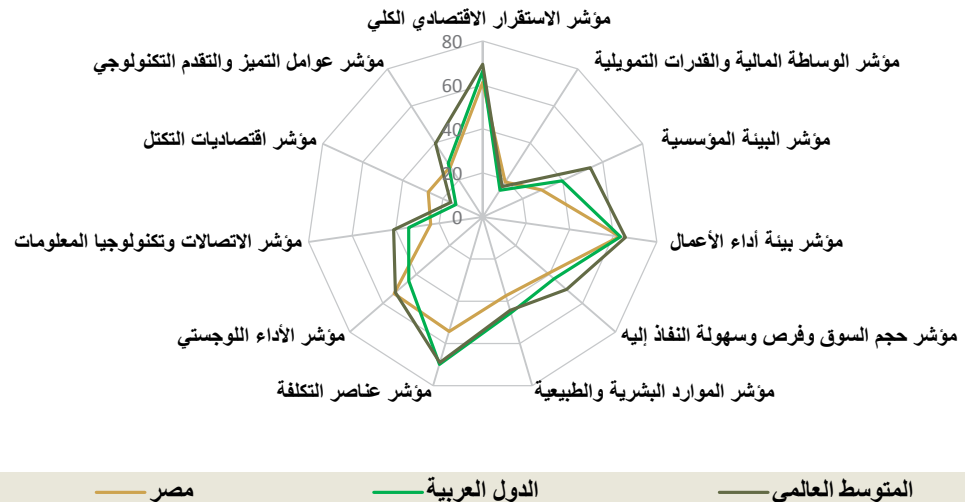 مؤشر الاستقرار الاقتصادي الكلي
80
مؤشر عوامل التميز والتقدم التكنولوجي
مؤشر الوساطة المالية والقدرات التمويلية
60
مؤشر اقتصاديات التكتل
40
مؤشر البيئة المؤسسية
20
0
مؤشر الاتصالات وتكنولوجيا المعلومات
مؤشر بيئة أداء الأعمال
مؤشر الأداء اللوجستي
مؤشر حجم السوق وفرص وسهولة النفاذ إليه
مؤشر عناصر التكلفة
مؤشر الموارد البشرية والطبيعية
المتوسط العالمي
الدول العربية
مصر